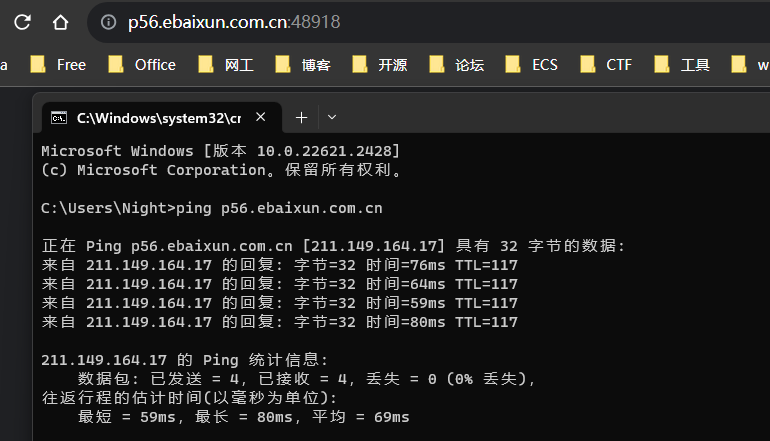 p56.ebaixun.com.cn:48918
a Free Office 网工 博客 开源 论坛 ECS CTF 工具 w
C:\Windows\system32\cr
Microsoft Windows [版本 10.0.22621.2428]
(c) Microsoft Corporation。保留所有权利。
C:\Users\Night>ping p56.ebaixun.com.cn
正在 Ping p56.ebaixun.com.cn [211.149.164.17] 具有 32 字节的数据:
来自 211.149.164.17 的回复: 字节=32 时间=76ms TTL=117
来自 211.149.164.17 的回复: 字节=32 时间=64ms TTL=117
来自 211.149.164.17 的回复: 字节=32 时间=59ms TTL=117
来自 211.149.164.17 的回复: 字节=32 时间=80ms TTL=117
211.149.164.17 的 Ping 统计信息:
数据包: 已发送 = 4，已接收 = 4，丢失 = 0 (0% 丢失)，
往返行程的估计时间(以毫秒为单位):
最短 = 59ms，最长 = 80ms，平均 = 69ms